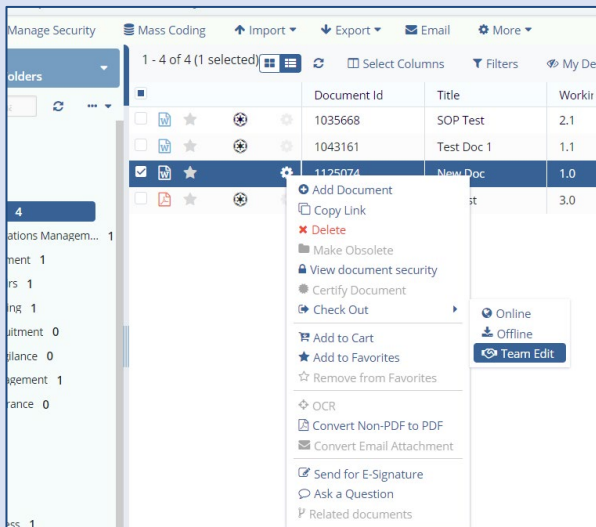 Manage Security Mass Coding Import Export Email More
olders
1 - 4 of 4 (1 selected) Select Columns Filters My De
Document Id Title Workin
1035668 SOP Test 2.1
1043161 Test Doc 1 1.1
1125074 New Doc 1.0
st 3.0
4
ations Managem... 1
ment 1
rs 1
ing 1
uitment 0
gilance 0
agement 1
rance 0
ess 1
Add Document
Copy Link
Delete
Make Obsolete
View document security
Certify Document
Check Out
Online
Offline
Team Edit
Add to Cart
Add to Favorites
Remove from Favorites
OCR
Convert Non-PDF to PDF
Convert Email Attachment
Send for E-Signature
Ask a Question
Related documents